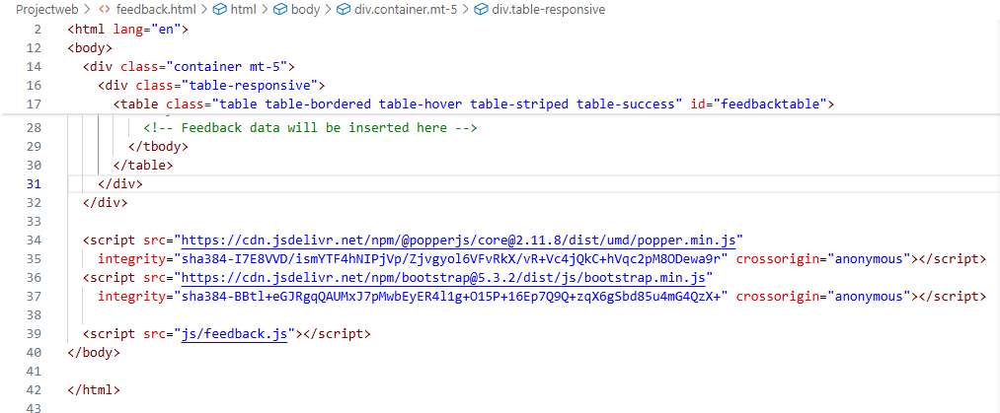 Projectweb > <> feedback.html > html > body > div.container.mt-5 > div.table-responsive
2 <html lang="en">
12 <body>
14 <div class="container mt-5">
16 <div class="table-responsive">
17 <table class="table table-bordered table-hover table-striped table-success" id="feedbacktable">
28 <!-- Feedback data will be inserted here -->
29 </tbody>
30 </table>
31 </div>
32 </div>
33
34 <script src="https://cdn.jsdelivr.net/npm/@popperjs/core@2.11.8/dist/umd/popper.min.js"
35 integrity="sha384-I7E8VVD/ismYTF4hNIPjVp/Zjvgyol6VFvRkX/vR+Vc4jQkC+hVqc2pM8ODewa9r" crossorigin="anonymous"></script>
36 <script src="https://cdn.jsdelivr.net/npm/bootstrap@5.3.2/dist/js/bootstrap.min.js"
37 integrity="sha384-BBtl+eGJRgqQAUMxJ7pMwbEyER4l1g+O15P+16Ep7Q9Q+zqX6gSbd85u4mG4QzX+" crossorigin="anonymous"></script>
38
39 <script src="js/feedback.js"></script>
40 </body>
41
42 </html>
43